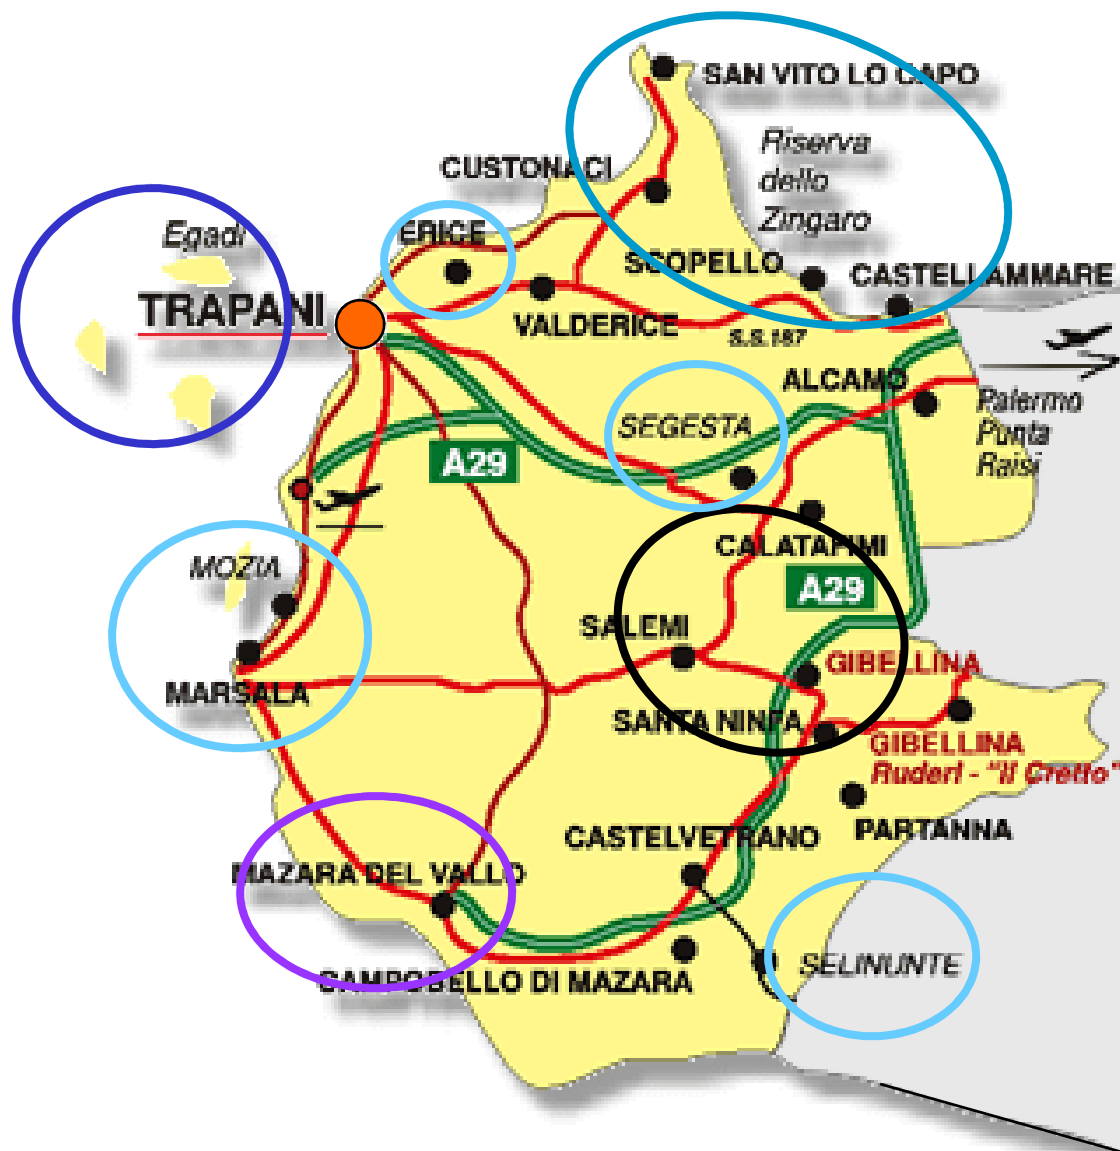 SAN VITO LO CAPO
Riserva
dello
Zingaro
CUSTONACI
Egadi
ERICE
SCOPELLO
CASTELLAMMARE
TRAPANI
VALDERICE
S.S.187
ALCAMO
Palermo
Punta
Raisi
SEGESTA
A29
CALATAFIMI
A29
MOZIA
SALEMI
GIBELLINA
MARSALA
SANTA NINFA
GIBELLINA
Ruderi - "Il Cretto"
CASTELVETRANO
PARTANNA
MAZARA DEL VALLO
SELINUNTE
CAMPOBELLO DI MAZARA